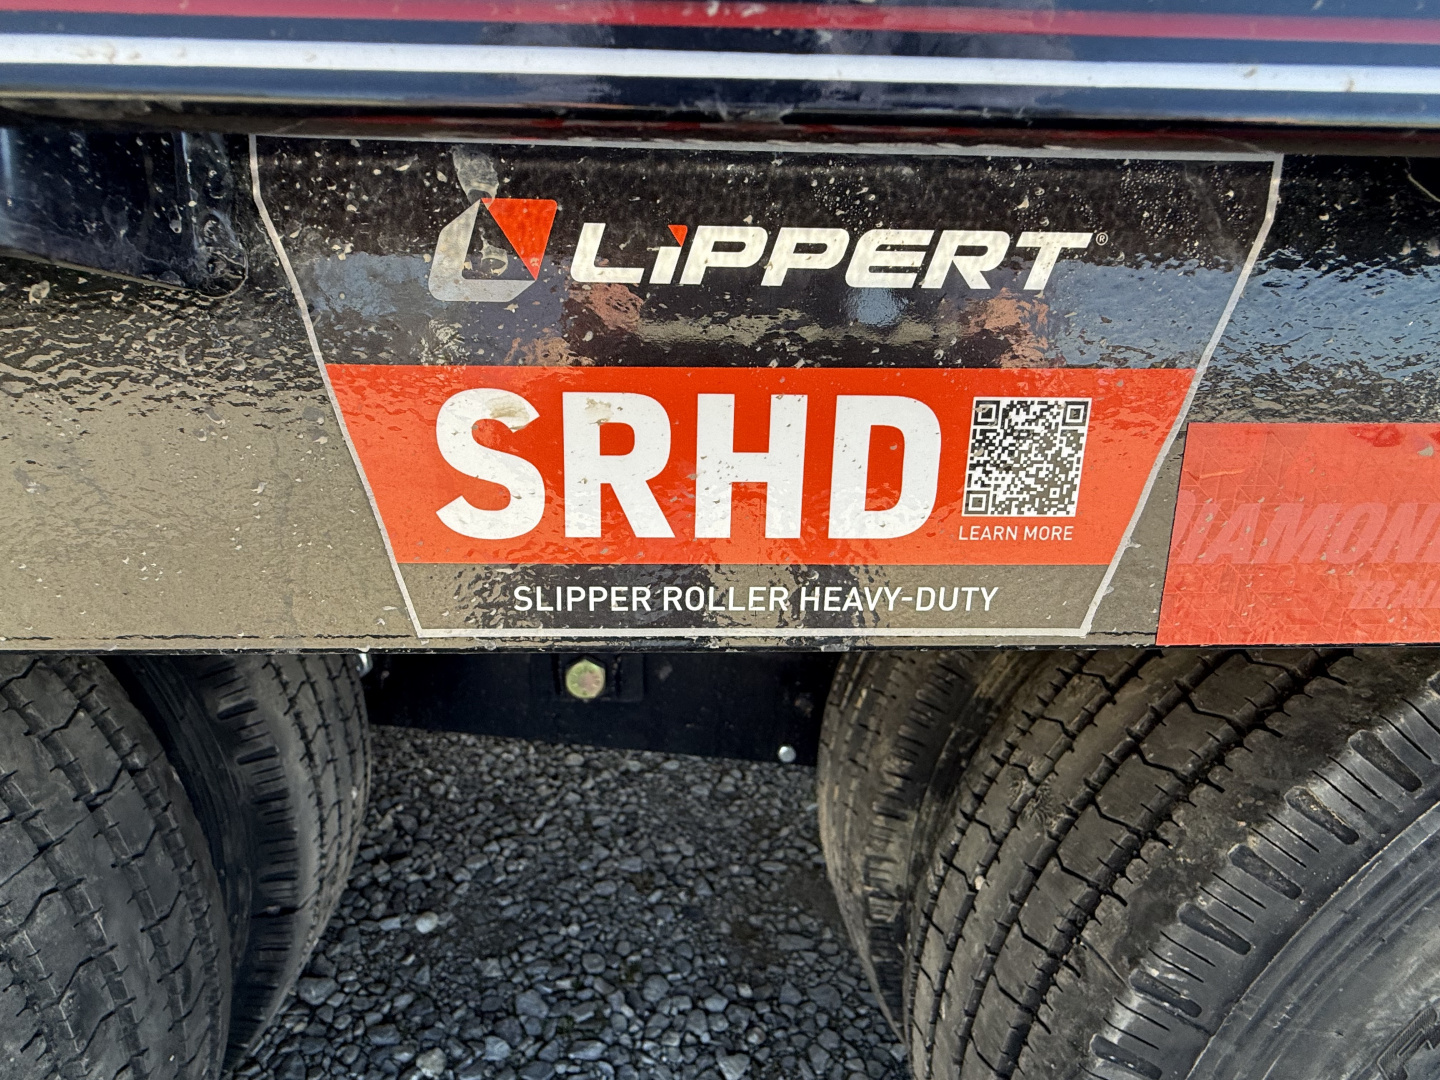 LiPPERT®
SRHD
LEARN MORE
SLIPPER ROLLER HEAVY-DUTY